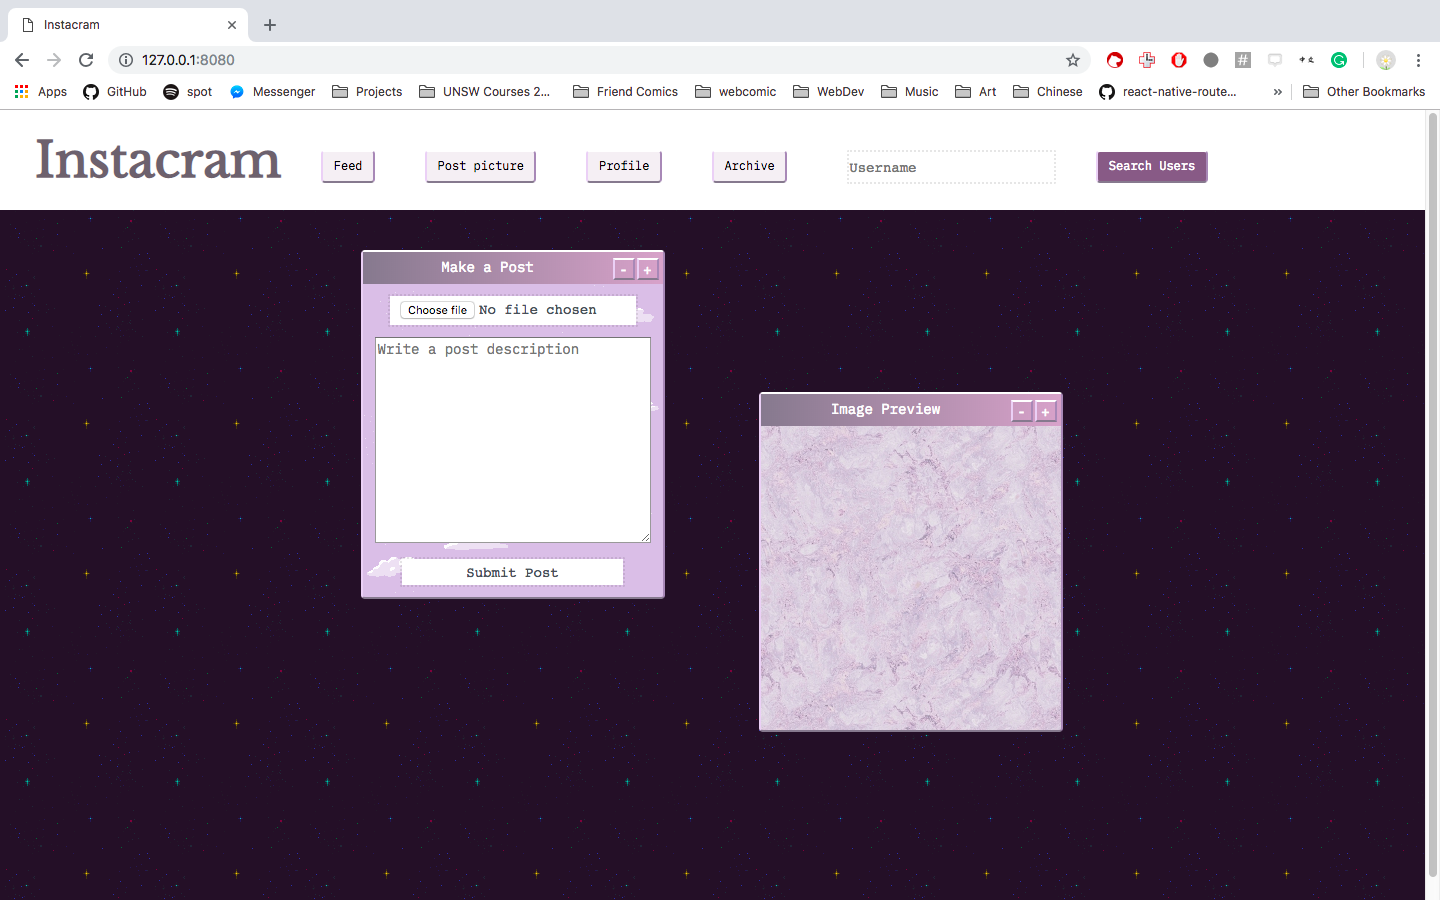 Instacram
127.0.0.1:8080
Apps GitHub spot Messenger Projects UNSW Courses 2... Friend Comics webcomic WebDev Music Art Chinese react-native-route... » Other Bookmarks
Instacram Feed Post picture Profile Archive Username Search Users
Make a Post - +
Choose file No file chosen
Write a post description
Submit Post
Image Preview - +